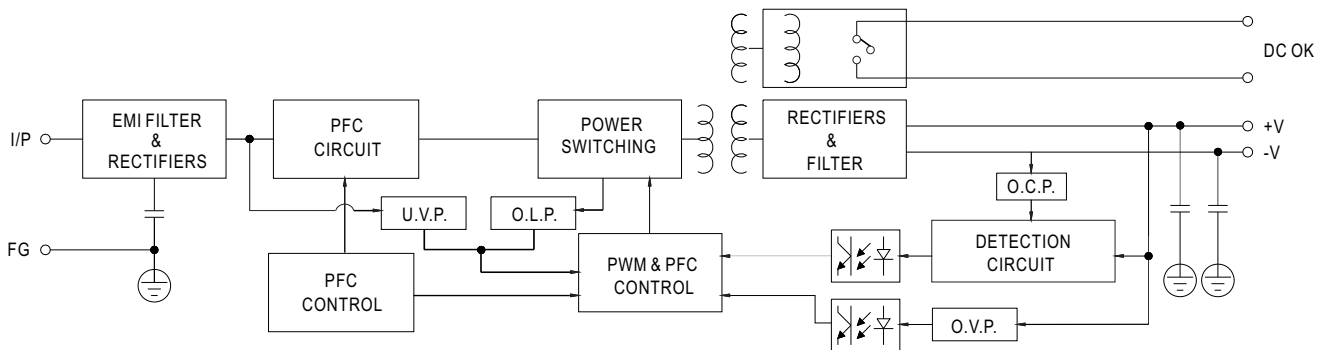 DC OK
I/P
EMI FILTER
&
RECTIFIERS
PFC
CIRCUIT
POWER
SWITCHING
RECTIFIERS
&
FILTER
+V
-V
U.V.P.
O.L.P.
O.C.P.
FG
PFC
CONTROL
PWM & PFC
CONTROL
DETECTION
CIRCUIT
O.V.P.